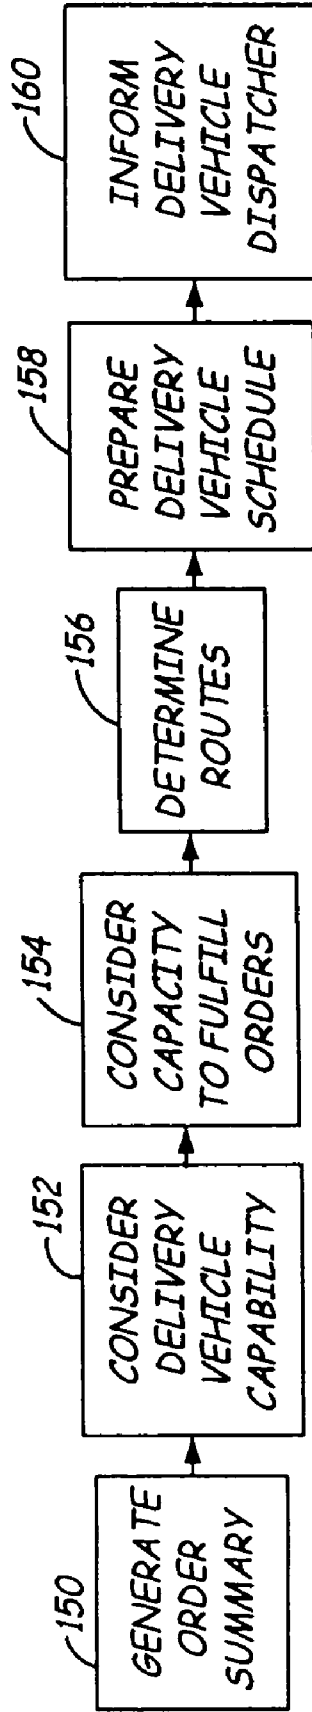 150
GENERATE
ORDER
SUMMARY
152
CONSIDER
DELIVERY
VEHICLE
CAPABILITY
154
CONSIDER
CAPACITY
TO FULFILL
ORDERS
156
DETERMINE
ROUTES
158
PREPARE
DELIVERY
VEHICLE
SCHEDULE
160
INFORM
DELIVERY
VEHICLE
DISPATCHER